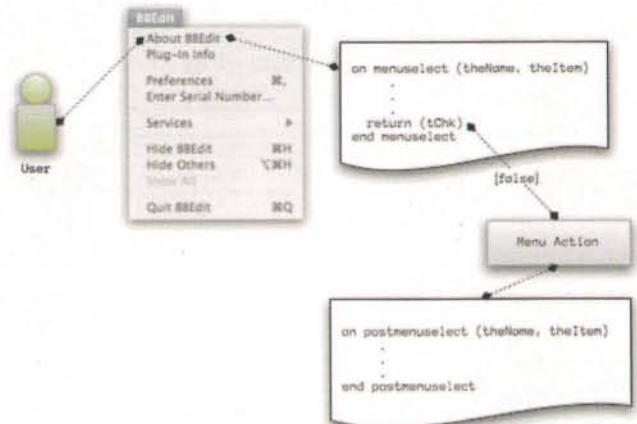 BBEdit
About BBEdit
Plug-In Info
Preferences ⌘,
Enter Serial Number...
Services
Hide BBEdit ⌘H
Hide Others ⌥⌘H
Show All
Quit BBEdit ⌘Q
User
on menuselect (theName, theItem)
.
.
.
return (tChk)
end menuselect
[false]
Menu Action
on postmenuselect (theName, theItem)
.
.
.
end postmenuselect